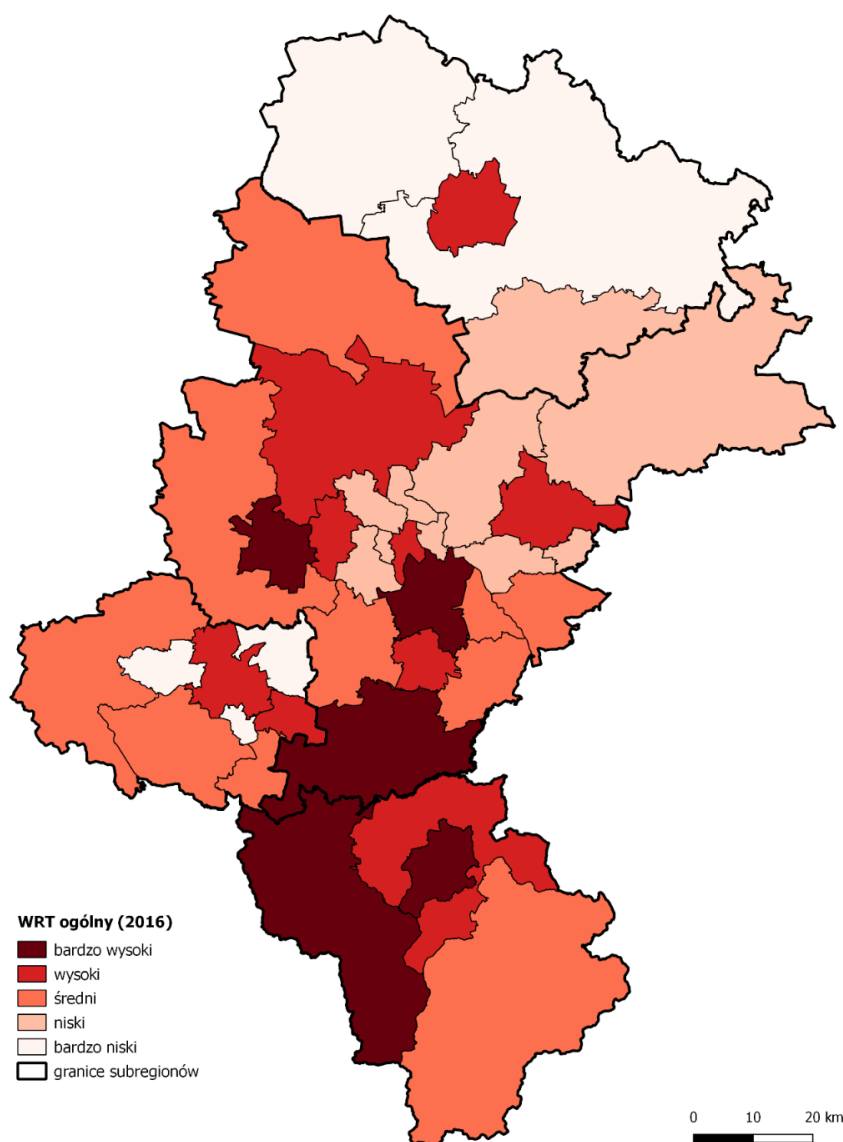 WRT ogólny (2016)
bardzo wysoki
wysoki
średni
niski
bardzo niski
granice subregionów
0 10 20 km